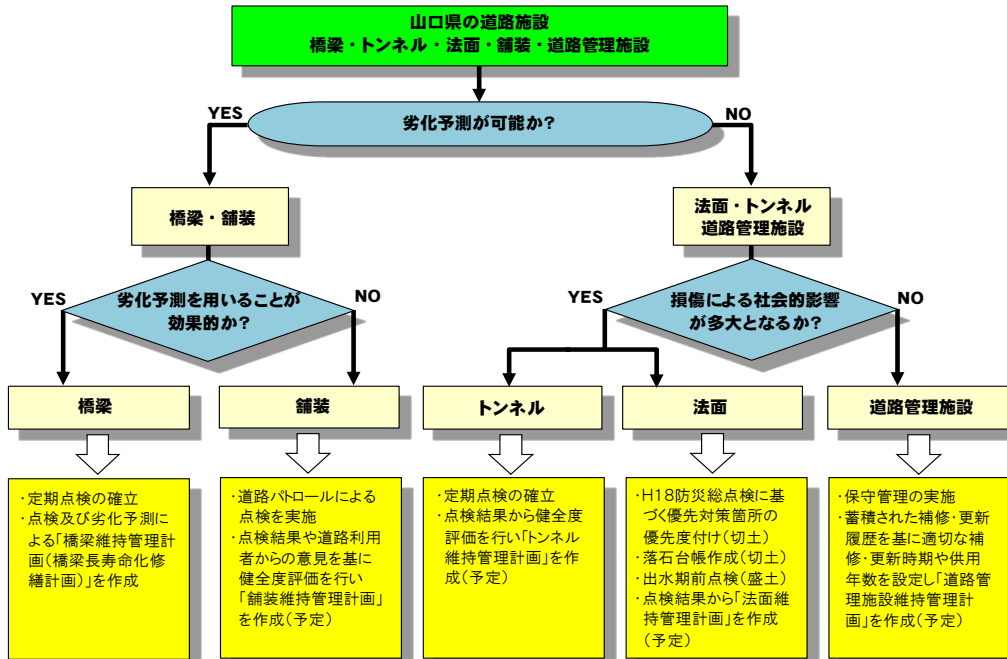 山口県の道路施設
橋梁・トンネル・法面・舗装・道路管理施設
YES
劣化予測が可能か?
NO
橋梁・舗装
法面・トンネル
道路管理施設
YES
劣化予測を用いることが
効果的か?
NO
YES
損傷による社会的影響
が多大となるか?
NO
橋梁
舗装
トンネル
法面
道路管理施設
・定期点検の確立
・点検及び劣化予測に
よる「橋梁維持管理計
画(橋梁長寿命化修
繕計画)」を作成
・道路パトロールによる
点検を実施
・点検結果や道路利用
者からの意見を基に
健全度評価を行い
「舗装維持管理計画」
を作成(予定)
・定期点検の確立
・点検結果から健全度
評価を行い「トンネル
維持管理計画」を作
成(予定)
・H18防災総点検に基
づく優先対策箇所の
優先度付け(切土)
・落石台帳作成(切土)
・出水期前点検(盛土)
・点検結果から「法面維
持管理計画」を作成
(予定)
・保守管理の実施
・蓄積された補修・更新
履歴を基に適切な補
修・更新時期や供用
年数を設定し「道路管
理施設維持管理計
画」を作成(予定)